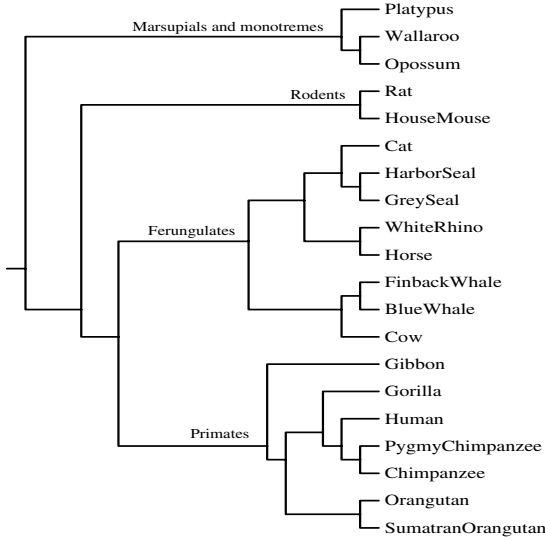 Platypus
Marsupials and monotremes
Wallaroo
Opossum
Rat
Rodents
HouseMouse
Cat
HarborSeal
GreySeal
WhiteRhino
Ferungulates
Horse
FinbackWhale
BlueWhale
Cow
Gibbon
Gorilla
Human
Primates
PygmyChimpanzee
Chimpanzee
Orangutan
SumatranOrangutan